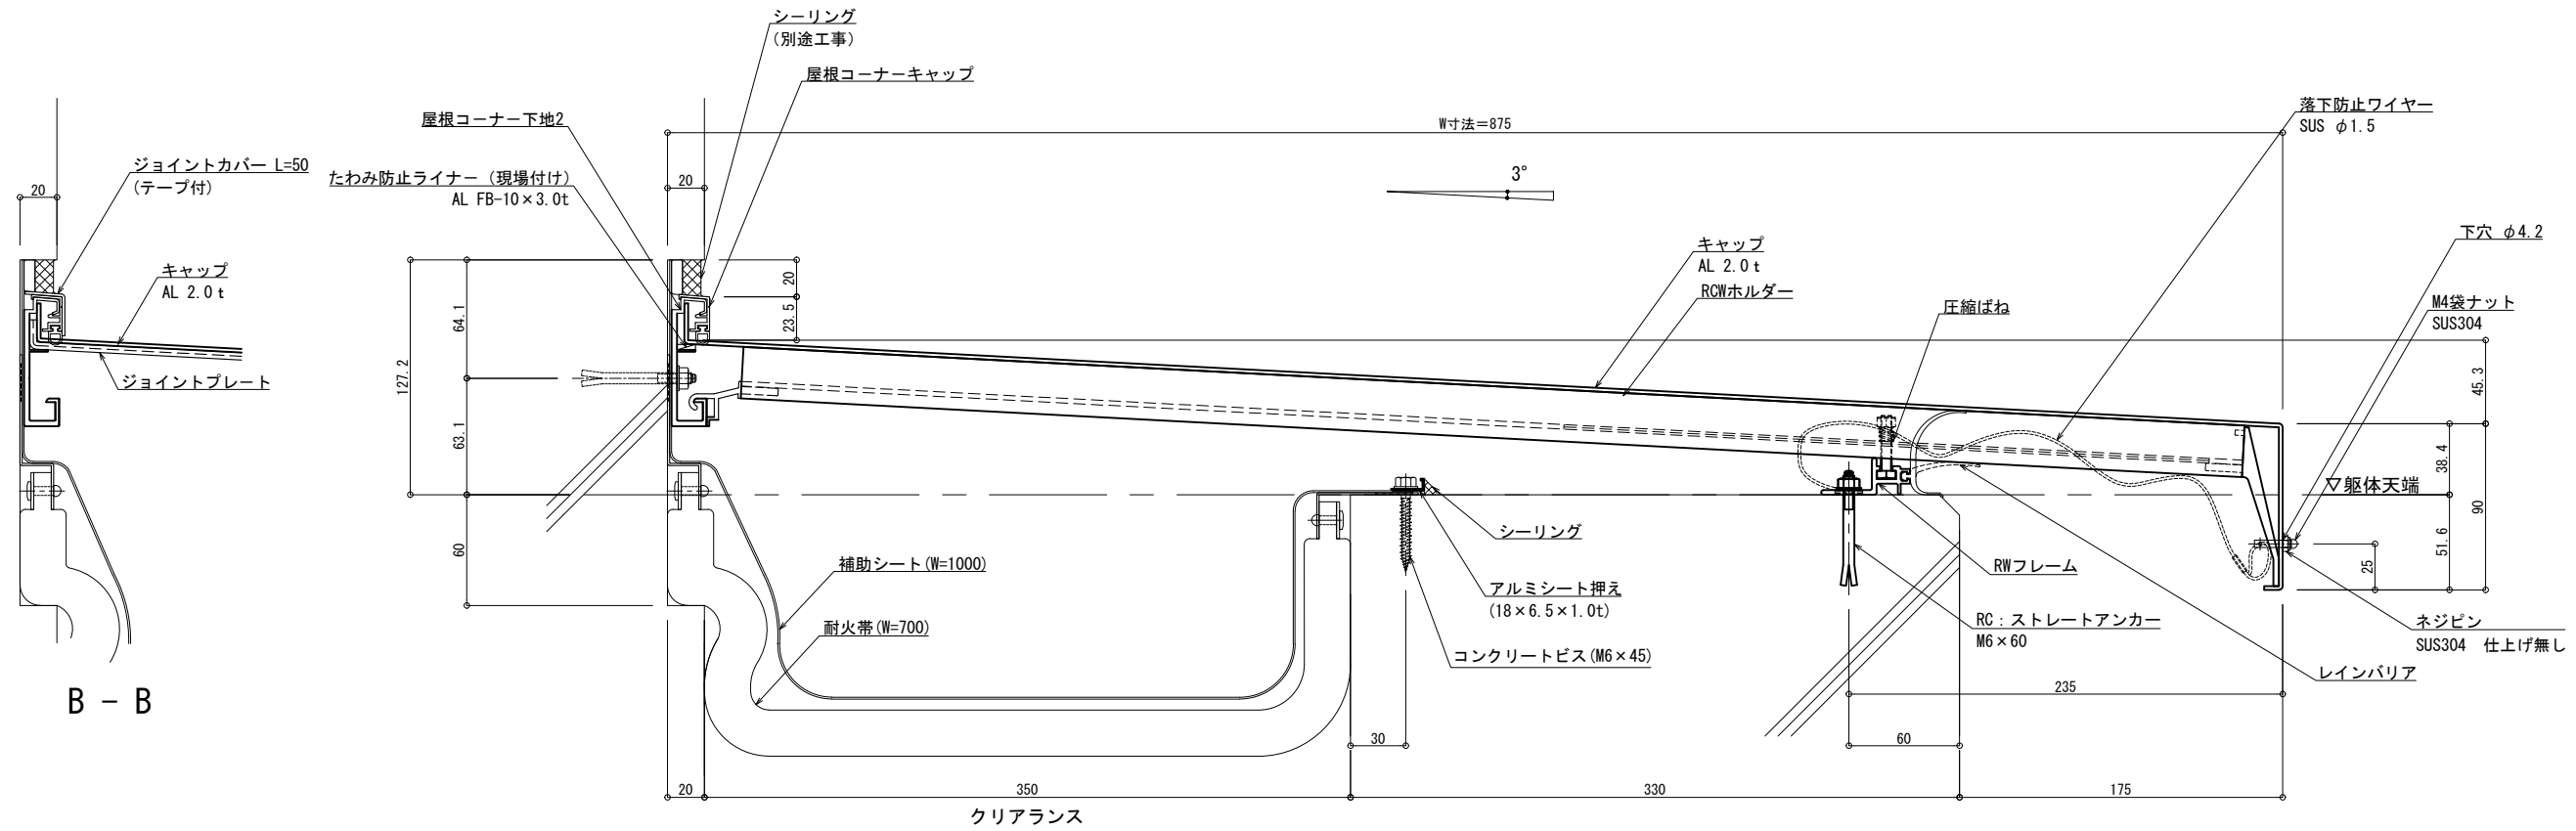 シーリング
(別途工事)
屋根コーナーキャップ
屋根コーナー下地2
たわみ防止ライナー (現場付け)
AL FB-10×3.0t
ジョイントカバー L=50
(テープ付)
20
キャップ
AL 2.0t
ジョイントプレート
B - B
W寸法=875
20
3°
落下防止ワイヤー
SUS φ1.5
下穴 φ4.2
M4袋ナット
SUS304
キャップ
AL 2.0t
RCWホルダー
圧縮ばね
20
23.5
64.1
127.2
63.1
60
45.3
38.4
▽躯体天端
90
51.6
25
シーリング
アルミシート押え
(18×6.5×1.0t)
コンクリートビス(M6×45)
補助シート(W=1000)
耐火帯(W=700)
RWフレーム
RC：ストレートアンカー
M6×60
ネジピン
SUS304 仕上げ無し
レインバリア
235
30
60
20
350
330
175
クリアランス